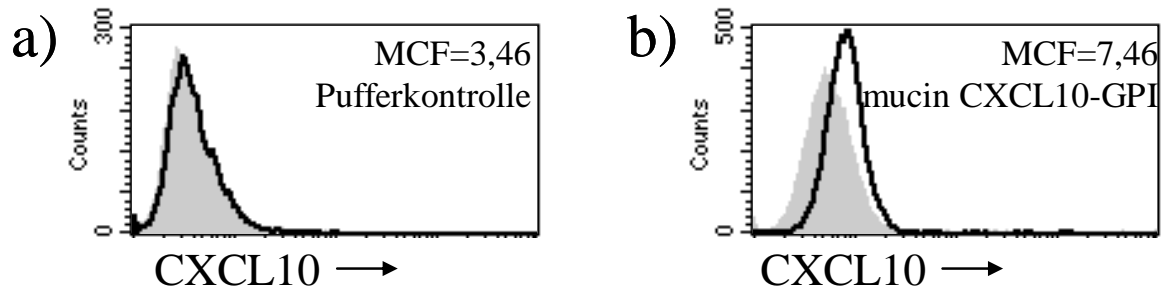 a)
300
Counts
0
MCF=3,46
Pufferkontrolle
CXCL10 →
b)
500
Counts
0
MCF=7,46
mucin CXCL10-GPI
CXCL10 →